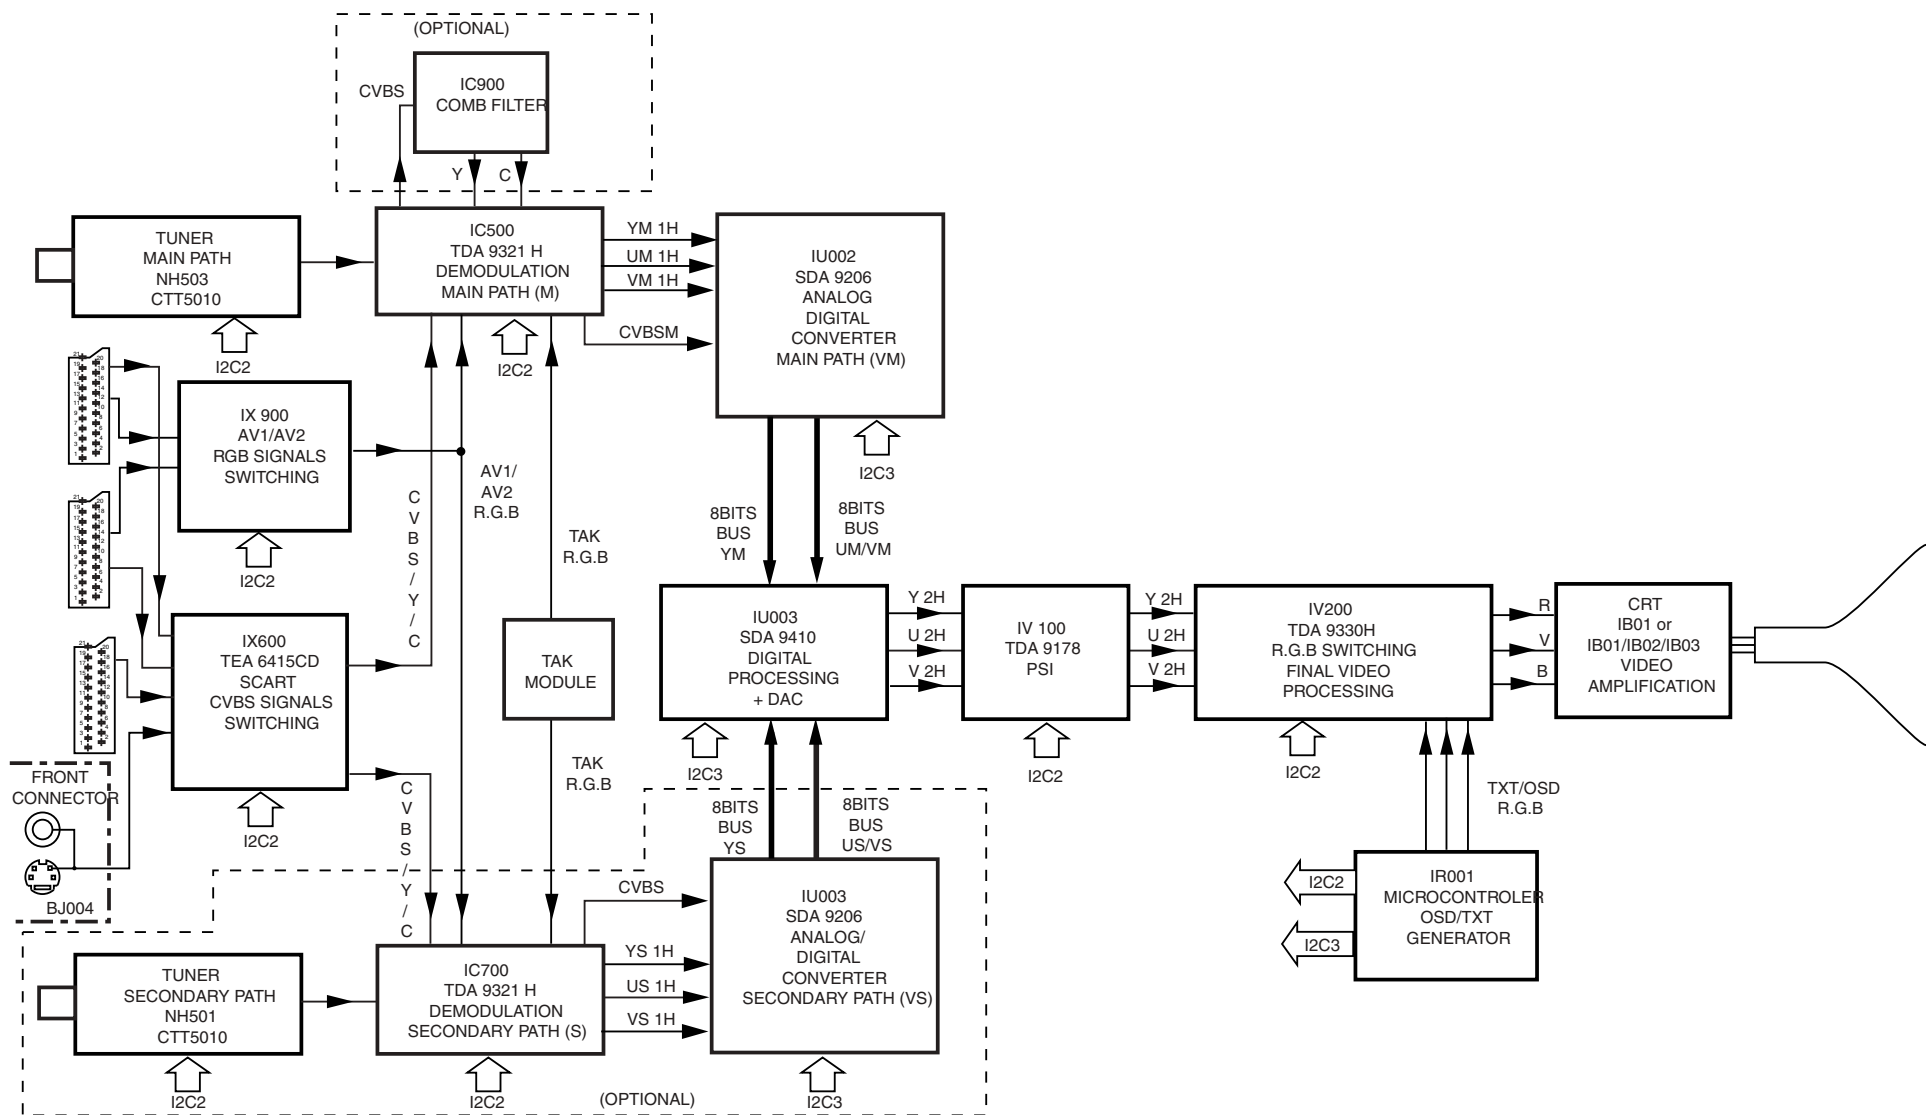 (OPTIONAL)
IC900
COMB FILTER
CVBS
Y
C
TUNER
MAIN PATH
NH503
CTT5010
I2C2
IC500
TDA 9321 H
DEMODULATION
MAIN PATH (M)
I2C2
YM 1H
UM 1H
VM 1H
CVBSM
IU002
SDA 9206
ANALOG
DIGITAL
CONVERTER
MAIN PATH (VM)
I2C3
IX 900
AV1/AV2
RGB SIGNALS
SWITCHING
I2C2
CVBS/Y/C
AV1/
AV2
R.G.B
TAK
R.G.B
8BITS
BUS
YM
8BITS
BUS
UM/VM
IX600
TEA 6415CD
SCART
CVBS SIGNALS
SWITCHING
I2C2
TAK
MODULE
IU003
SDA 9410
DIGITAL
PROCESSING
+ DAC
I2C3
Y 2H
U 2H
V 2H
IV 100
TDA 9178
PSI
I2C2
Y 2H
U 2H
V 2H
IV200
TDA 9330H
R.G.B SWITCHING
FINAL VIDEO
PROCESSING
I2C2
R
V
B
CRT
IB01 or
IB01/IB02/IB03
VIDEO
AMPLIFICATION
TXT/OSD
R.G.B
FRONT
CONNECTOR
BJ004
CVBS/Y/C
TAK
R.G.B
8BITS
BUS
YS
8BITS
BUS
US/VS
IR001
MICROCONTROLER
OSD/TXT
GENERATOR
I2C2
I2C3
TUNER
SECONDARY PATH
NH501
CTT5010
I2C2
IC700
TDA 9321 H
DEMODULATION
SECONDARY PATH (S)
I2C2
CVBS
YS 1H
US 1H
VS 1H
IU003
SDA 9206
ANALOG/
DIGITAL
CONVERTER
SECONDARY PATH (VS)
I2C3
(OPTIONAL)